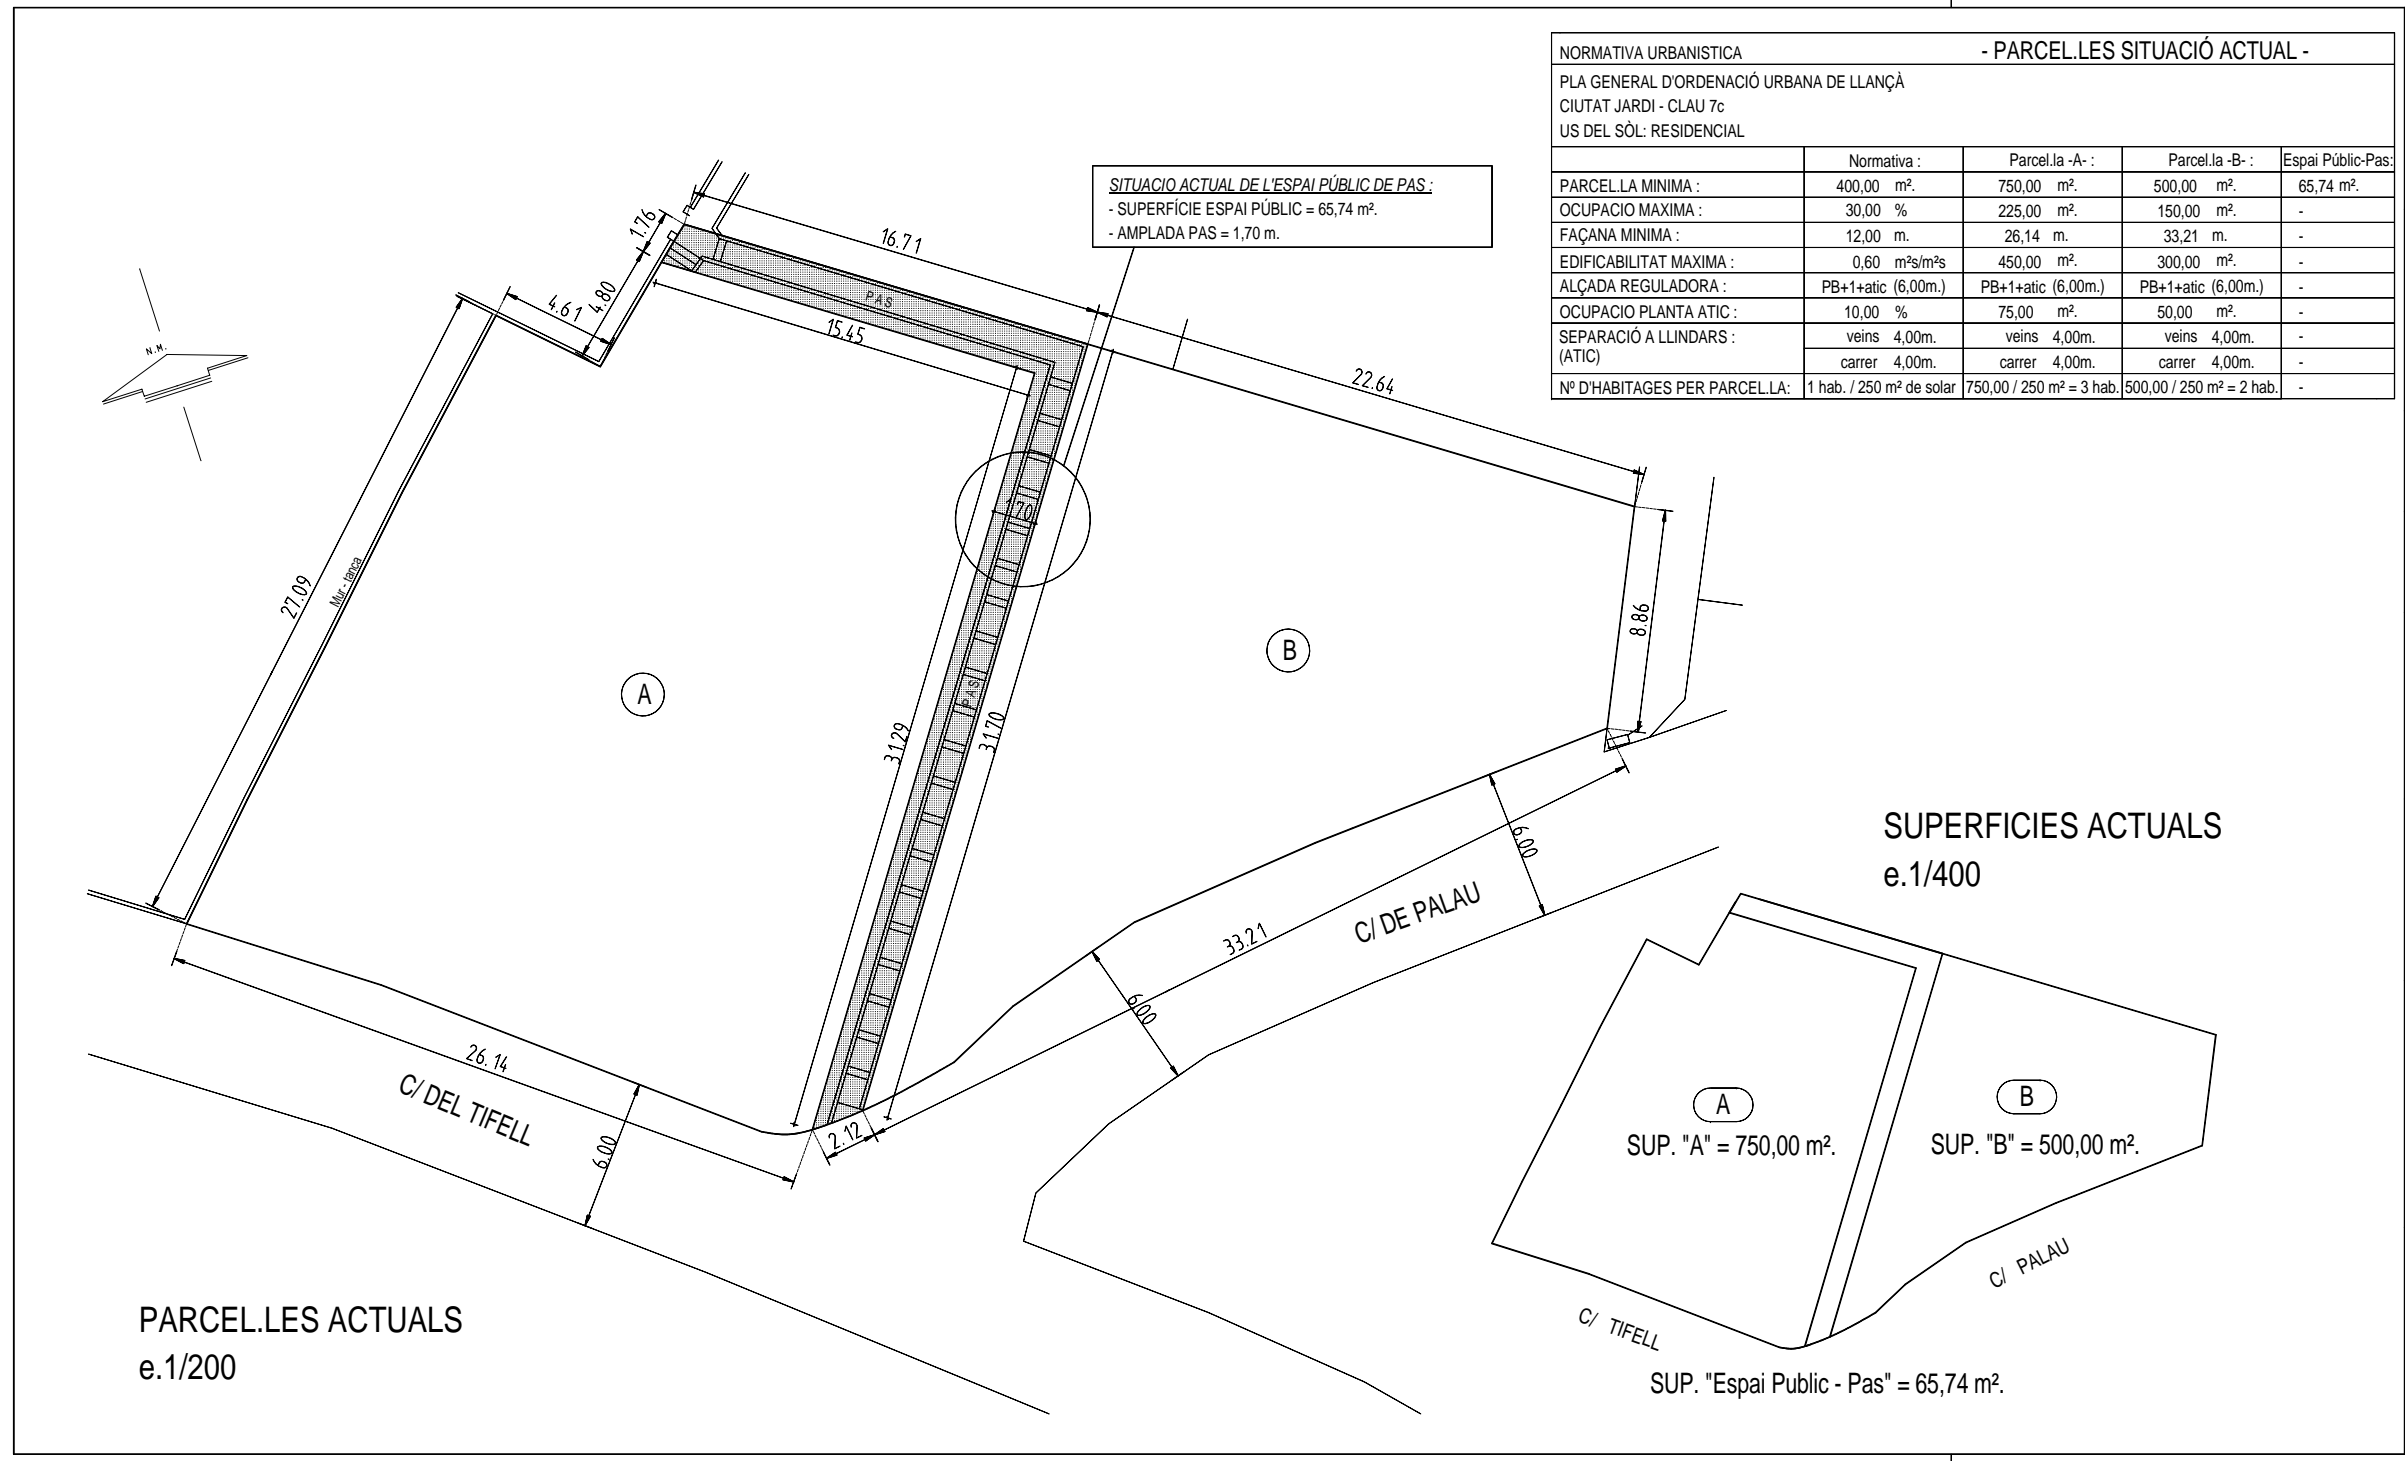 NORMATIVA URBANISTICA - PARCEL.LES SITUACIÓ ACTUAL -
PLA GENERAL D'ORDENACIÓ URBANA DE LLANÇÀ
CIUTAT JARDI - CLAU 7c
US DEL SÒL: RESIDENCIAL
Normativa : Parcel.la -A- : Parcel.la -B- : Espai Públic-Pas:
PARCEL.LA MINIMA : 400,00 m². 750,00 m². 500,00 m². 65,74 m².
OCUPACIO MAXIMA : 30,00 % 225,00 m². 150,00 m². -
FAÇANA MINIMA : 12,00 m. 26,14 m. 33,21 m. -
EDIFICABILITAT MAXIMA : 0,60 m²s/m²s 450,00 m². 300,00 m². -
ALÇADA REGULADORA : PB+1+atic (6,00m.) PB+1+atic (6,00m.) PB+1+atic (6,00m.) -
OCUPACIO PLANTA ATIC : 10,00 % 75,00 m². 50,00 m². -
SEPARACIÓ A LLINDARS : veins 4,00m. veins 4,00m. veins 4,00m. -
(ATIC) carrer 4,00m. carrer 4,00m. carrer 4,00m. -
Nº D'HABITAGES PER PARCEL.LA: 1 hab. / 250 m² de solar 750,00 / 250 m² = 3 hab. 500,00 / 250 m² = 2 hab. -
SITUACIO ACTUAL DE L'ESPAI PÚBLIC DE PAS :
- SUPERFÍCIE ESPAI PÚBLIC = 65,74 m².
- AMPLADA PAS = 1,70 m.
1.76
16.71
4.80
4.61
PAS
15.45
N.M.
22.64
1.70
27.09
Mur - tanca
8.86
A
B
PAS
31.29
31.70
6.00
C/ DE PALAU
33.21
6.00
26.14
C/ DEL TIFELL
2.12
6.00
SUPERFICIES ACTUALS
e.1/400
A
SUP. "A" = 750,00 m².
B
SUP. "B" = 500,00 m².
C/ PALAU
C/ TIFELL
SUP. "Espai Public - Pas" = 65,74 m².
PARCEL.LES ACTUALS
e.1/200